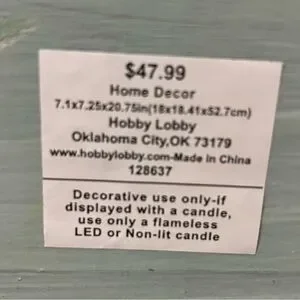 $47.99
Home Decor
7.1x7.25x20.75in(18x18.41x52.7cm)
Hobby Lobby
Oklahoma City,OK 73179
www.hobbylobby.com-Made in China
128637
Decorative use only-if
displayed with a candle,
use only a flameless
LED or Non-lit candle